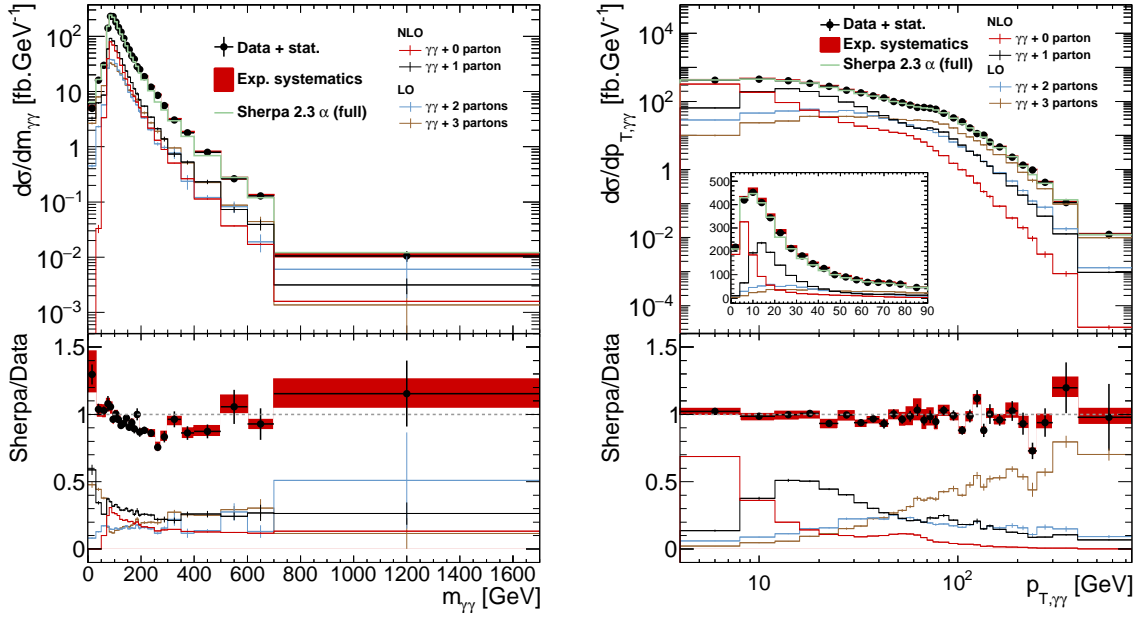 dσ/dm_γγ [fb.GeV⁻¹]
10²
10
1
10⁻¹
10⁻²
10⁻³
Data + stat.
Exp. systematics
Sherpa 2.3 α (full)
NLO
γγ + 0 parton
γγ + 1 parton
LO
γγ + 2 partons
γγ + 3 partons
Sherpa/Data
1.5
1
0.5
0
0 200 400 600 800 1000 1200 1400 1600
m_γγ [GeV]
dσ/dp_T,γγ [fb.GeV⁻¹]
10⁶
10⁴
10²
1
10⁻²
10⁻⁴
Data + stat.
Exp. systematics
Sherpa 2.3 α (full)
NLO
γγ + 0 parton
γγ + 1 parton
LO
γγ + 2 partons
γγ + 3 partons
500
400
300
200
100
0
0 10 20 30 40 50 60 70 80 90
Sherpa/Data
1.5
1
0.5
0
10 10²
p_T,γγ [GeV]